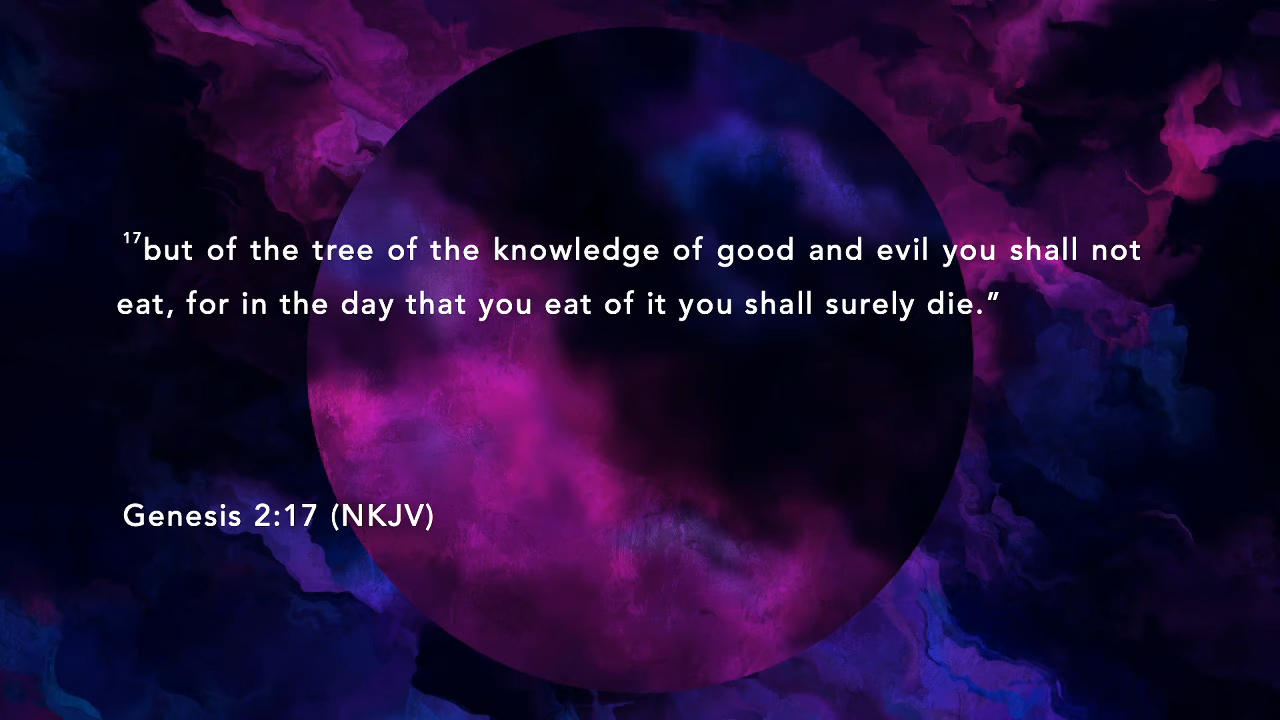 17but of the tree of the knowledge of good and evil you shall not
eat, for in the day that you eat of it you shall surely die.”
Genesis 2:17 (NKJV)